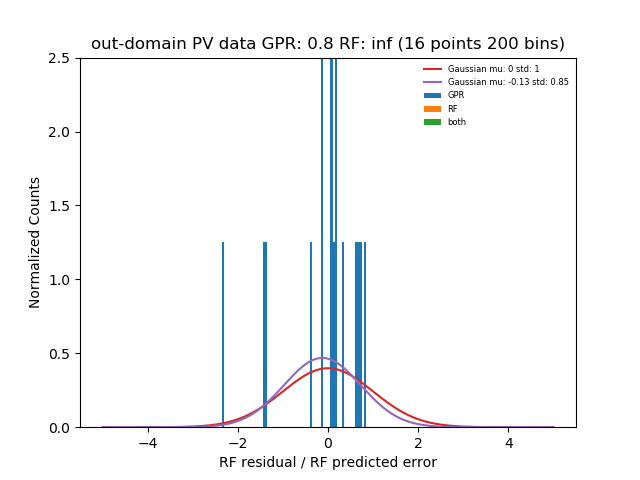 out-domain PV data GPR: 0.8 RF: inf (16 points 200 bins)
2.5
2.0
1.5
1.0
0.5
0.0
Normalized Counts
Gaussian mu: 0 std: 1
Gaussian mu: -0.13 std: 0.85
GPR
RF
both
−4
−2
0
2
4
RF residual / RF predicted error